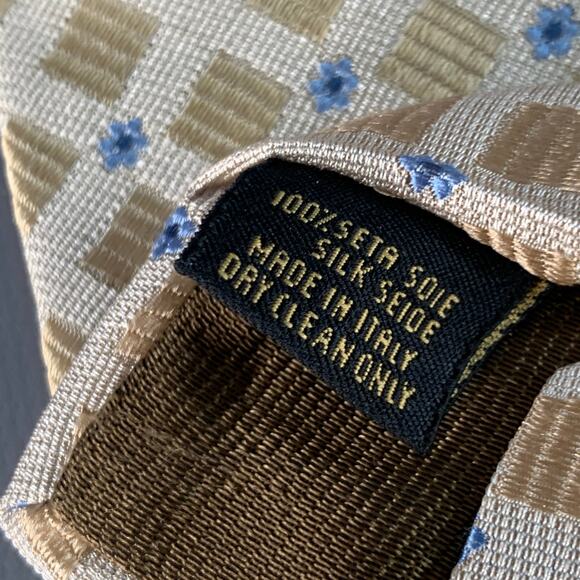 100% SETA SOIE
SILK SEIDE
MADE IN ITALY
DRY CLEAN ONLY